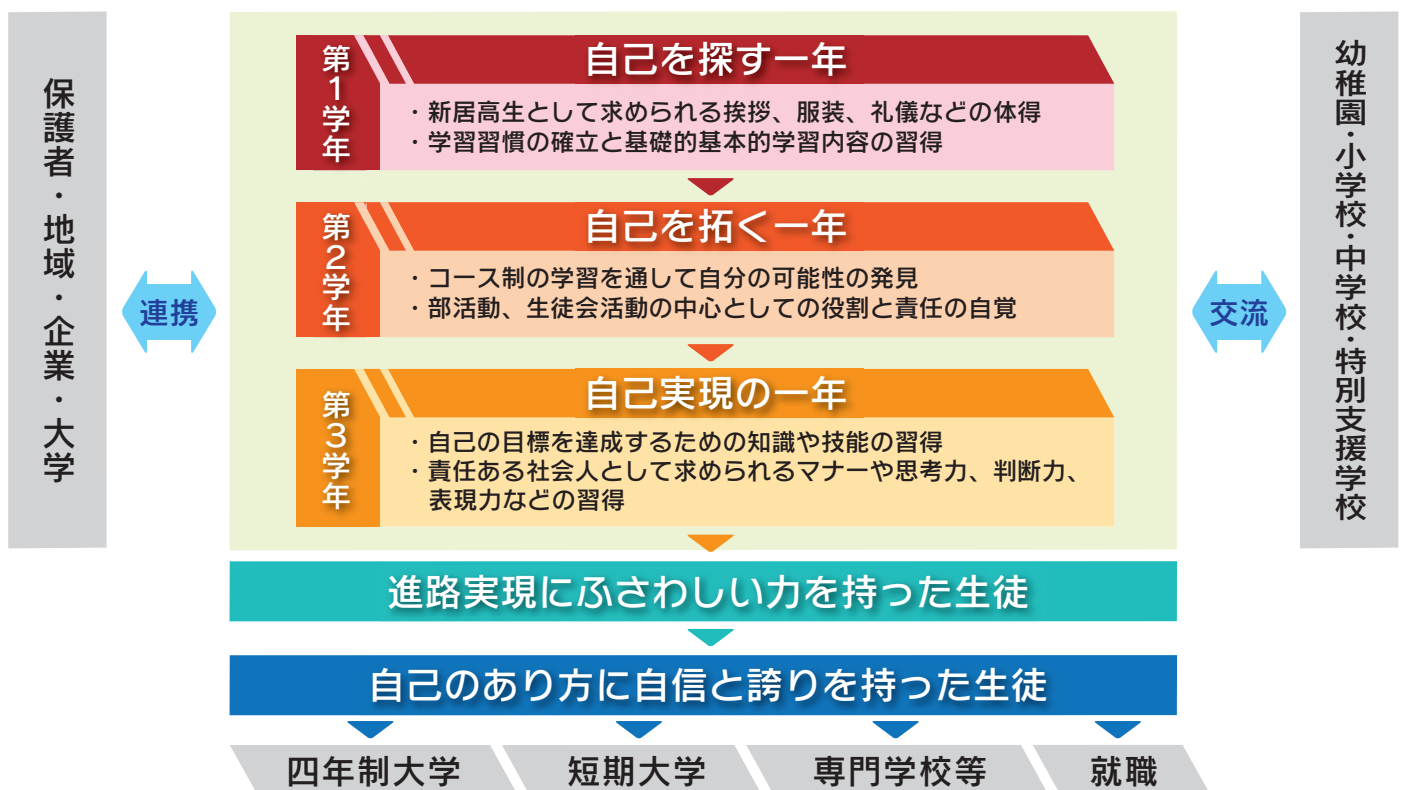 保護者・地域・企業・大学
連携
第1学年
自己を探す一年
・新居高生として求められる挨拶、服装、礼儀などの体得
・学習習慣の確立と基礎的基本的学習内容の習得
第2学年
自己を拓く一年
・コース制の学習を通して自分の可能性の発見
・部活動、生徒会活動の中心としての役割と責任の自覚
第3学年
自己実現の一年
・自己の目標を達成するための知識や技能の習得
・責任ある社会人として求められるマナーや思考力、判断力、
表現力などの習得
交流
幼稚園・小学校・中学校・特別支援学校
進路実現にふさわしい力を持った生徒
自己のあり方に自信と誇りを持った生徒
四年制大学
短期大学
専門学校等
就職